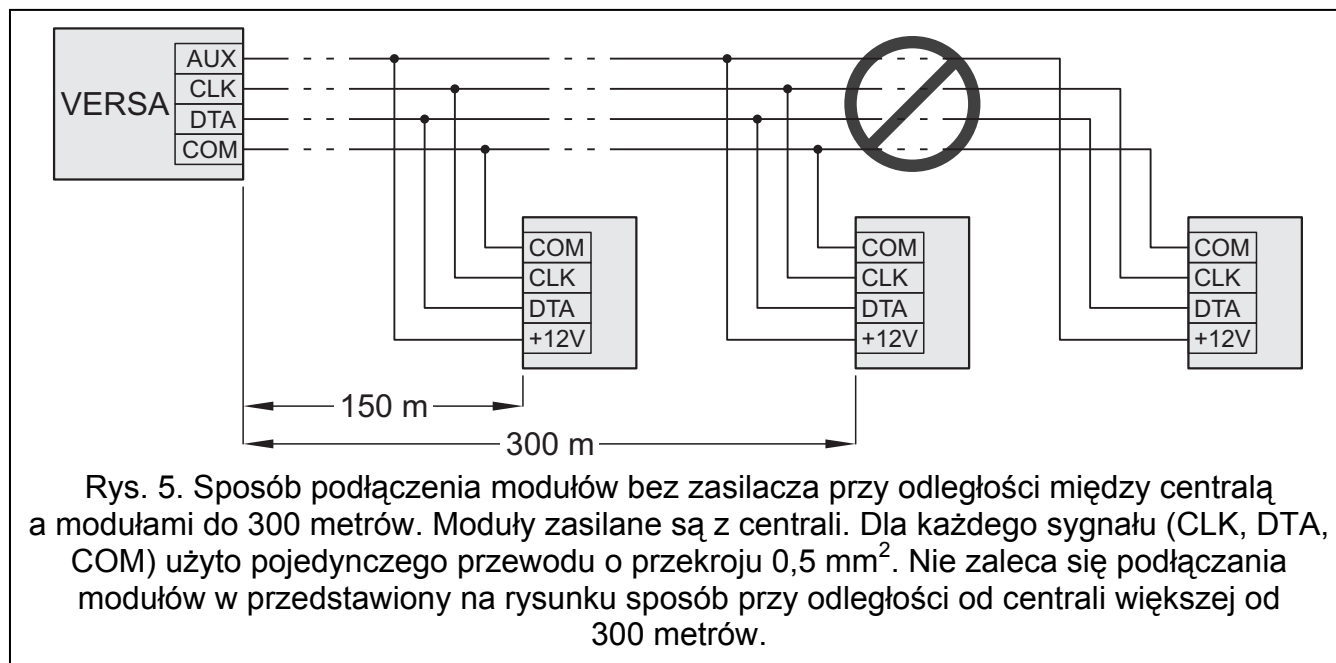 VERSA
AUX
CLK
DTA
COM
COM
CLK
DTA
+12V
COM
CLK
DTA
+12V
COM
CLK
DTA
+12V
150 m
300 m
Rys. 5. Sposób podłączenia modułów bez zasilacza przy odległości między centralą
a modułami do 300 metrów. Moduły zasilane są z centrali. Dla każdego sygnału (CLK, DTA,
COM) użyto pojedynczego przewodu o przekroju 0,5 mm². Nie zaleca się podłączania
modułów w przedstawiony na rysunku sposób przy odległości od centrali większej od
300 metrów.